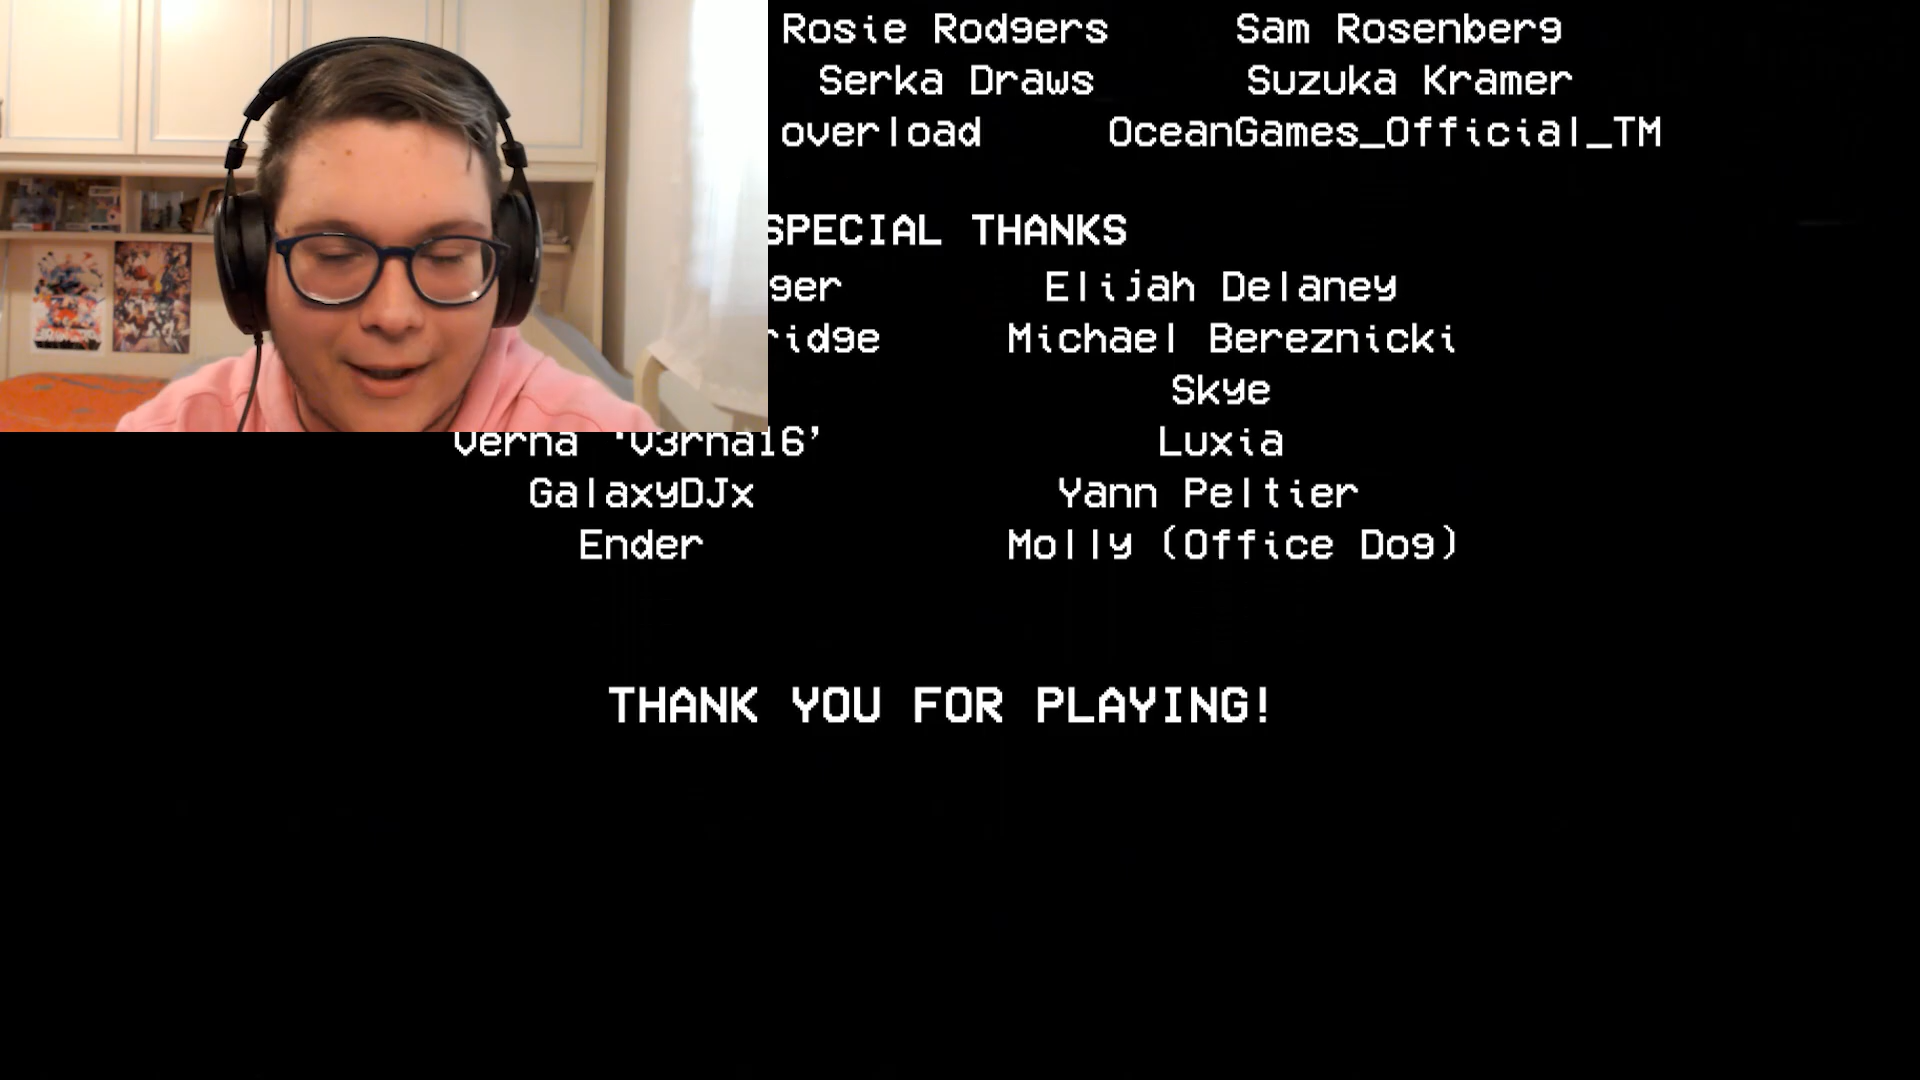 Rosie Rodgers Sam Rosenberg
Serka Draws Suzuka Kramer
overload OceanGames_Official_TM
SPECIAL THANKS
ger Elijah Delaney
ridge Michael Bereznicki
Skye
Verna 'v3rna16' Luxia
GalaxyDJx Yann Peltier
Ender Molly (Office Dog)
THANK YOU FOR PLAYING!